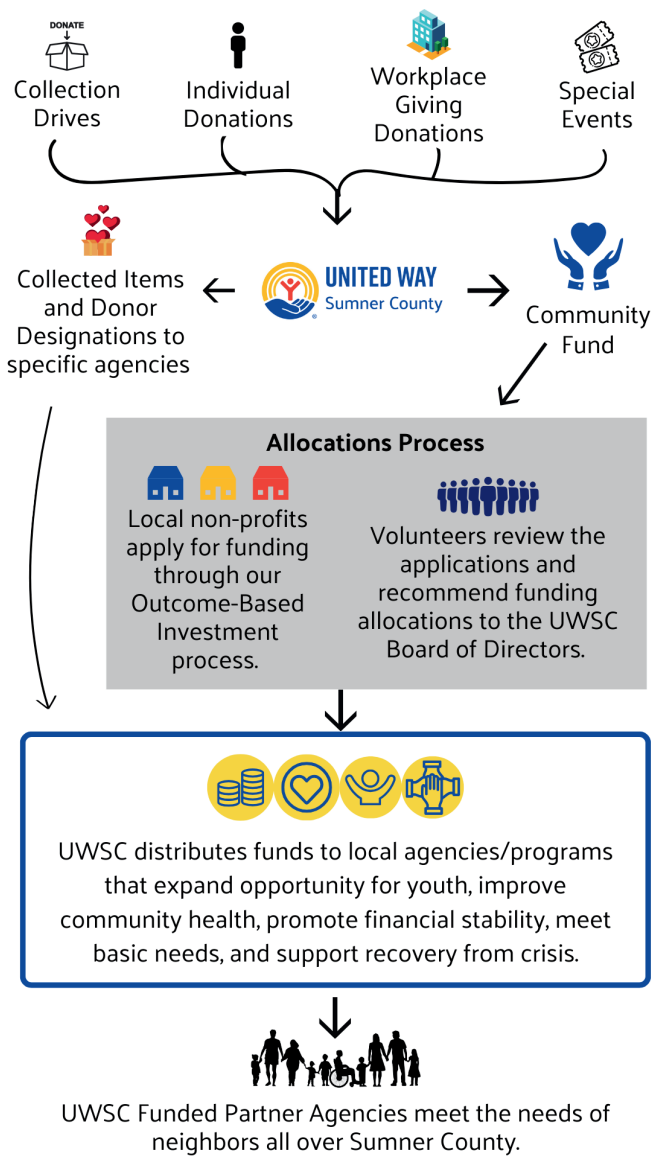 DONATE
Collection
Drives
Individual
Donations
Workplace
Giving
Donations
Special
Events
Collected Items
and Donor
Designations to
specific agencies
UNITED WAY
Sumner County
®
Community
Fund
Allocations Process
Local non-profits
apply for funding
through our
Outcome-Based
Investment
process.
Volunteers review the
applications and
recommend funding
allocations to the UWSC
Board of Directors.
UWSC distributes funds to local agencies/programs
that expand opportunity for youth, improve
community health, promote financial stability, meet
basic needs, and support recovery from crisis.
UWSC Funded Partner Agencies meet the needs of
neighbors all over Sumner County.